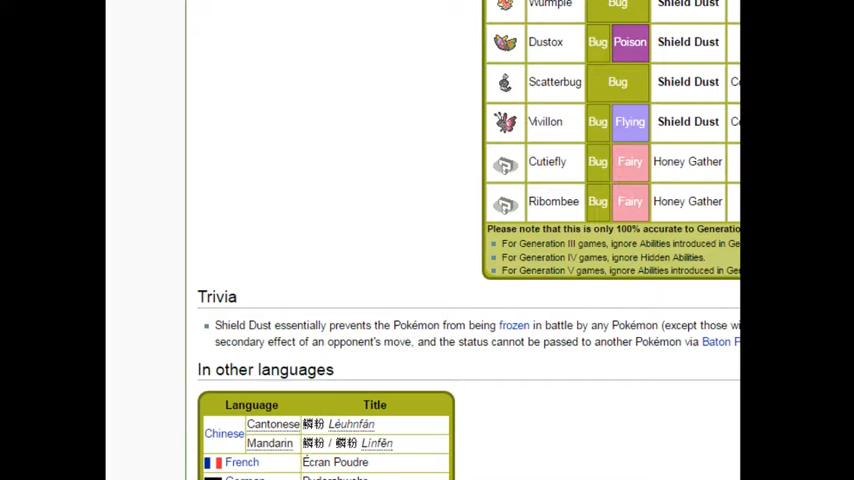 Wurmple Bug Shield Dust
Dustox Bug Poison Shield Dust
Scatterbug Bug Shield Dust
Vivillon Bug Flying Shield Dust
Cutiefly Bug Fairy Honey Gather
Ribombee Bug Fairy Honey Gather
Please note that this is only 100% accurate to Generatio
For Generation III games, ignore Abilities introduced in Ge
For Generation IV games, ignore Hidden Abilities.
For Generation V games, ignore Abilities introduced in Ge
Trivia
Shield Dust essentially prevents the Pokémon from being frozen in battle by any Pokémon (except those wi
secondary effect of an opponent's move, and the status cannot be passed to another Pokémon via Baton P
In other languages
Language Title
Chinese Cantonese 鱗粉 Lèuhnfán
Mandarin 鱗粉 / 鳞粉 Línfěn
French Écran Poudre